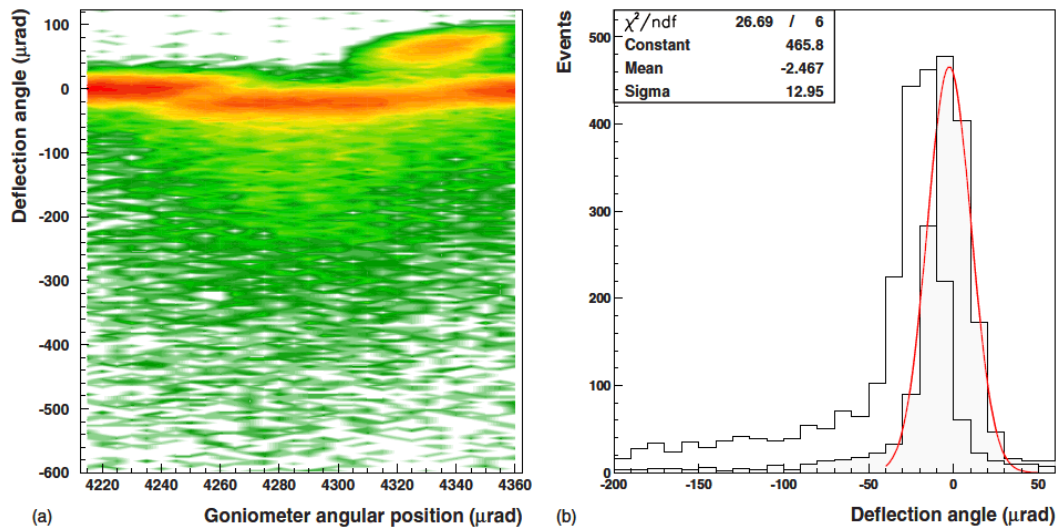 Deflection angle (μrad)
100
0
-100
-200
-300
-400
-500
-600
4220
4240
4260
4280
4300
4320
4340
4360
(a)
Goniometer angular position (μrad)
Events
500
400
300
200
100
0
χ²/ndf 26.69 / 6
Constant 465.8
Mean -2.467
Sigma 12.95
-200
-150
-100
-50
0
50
(b)
Deflection angle (μrad)